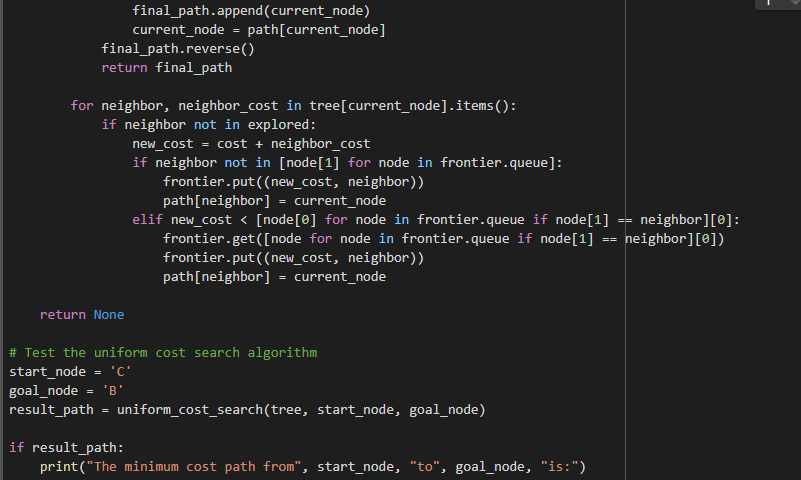 final_path.append(current_node)
                current_node = path[current_node]
            final_path.reverse()
            return final_path

        for neighbor, neighbor_cost in tree[current_node].items():
            if neighbor not in explored:
                new_cost = cost + neighbor_cost
                if neighbor not in [node[1] for node in frontier.queue]:
                    frontier.put((new_cost, neighbor))
                    path[neighbor] = current_node
                elif new_cost < [node[0] for node in frontier.queue if node[1] == neighbor][0]:
                    frontier.get([node for node in frontier.queue if node[1] == neighbor][0])
                    frontier.put((new_cost, neighbor))
                    path[neighbor] = current_node

    return None

# Test the uniform cost search algorithm
start_node = 'C'
goal_node = 'B'
result_path = uniform_cost_search(tree, start_node, goal_node)

if result_path:
    print("The minimum cost path from", start_node, "to", goal_node, "is:")